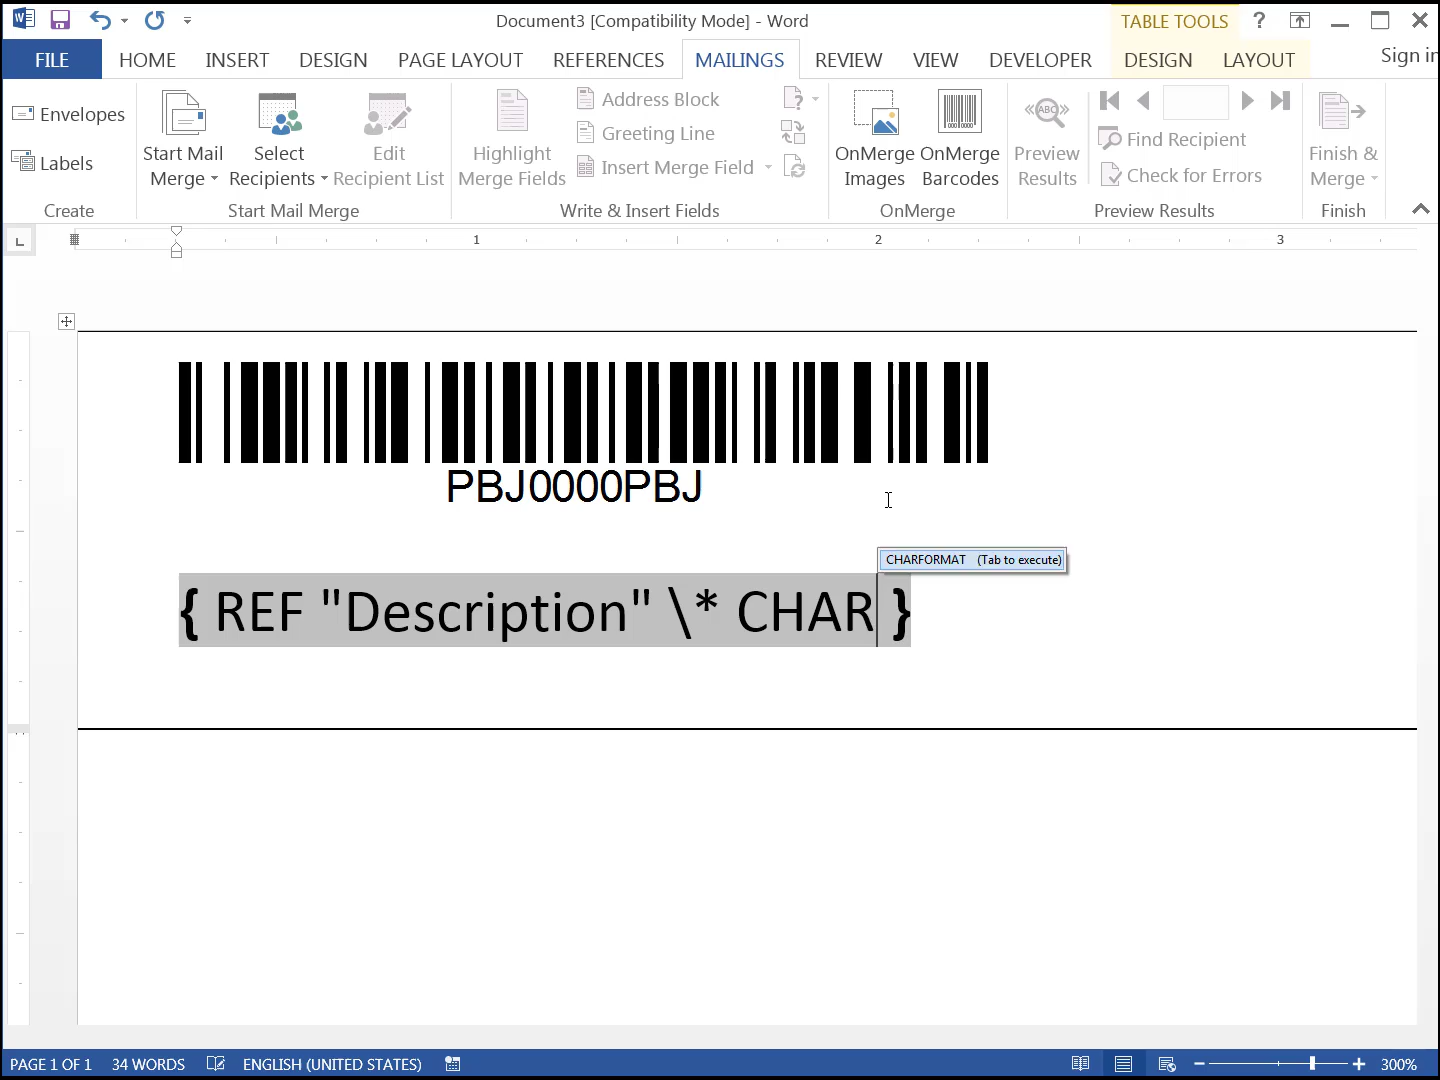 Document3 [Compatibility Mode] - Word
TABLE TOOLS
?
FILE
HOME
INSERT
DESIGN
PAGE LAYOUT
REFERENCES
MAILINGS
REVIEW
VIEW
DEVELOPER
DESIGN
LAYOUT
Sign in
Envelopes
Labels
Create
Start Mail
Merge
Select
Recipients
Edit
Recipient List
Start Mail Merge
Highlight
Merge Fields
Address Block
Greeting Line
Insert Merge Field
Write & Insert Fields
OnMerge
Images
OnMerge
Barcodes
OnMerge
Preview
Results
Find Recipient
Check for Errors
Preview Results
Finish &
Merge
Finish
1 2 3
PBJ0000PBJ
CHARFORMAT (Tab to execute)
{ REF "Description" \* CHAR }
PAGE 1 OF 1 34 WORDS ENGLISH (UNITED STATES) 300%